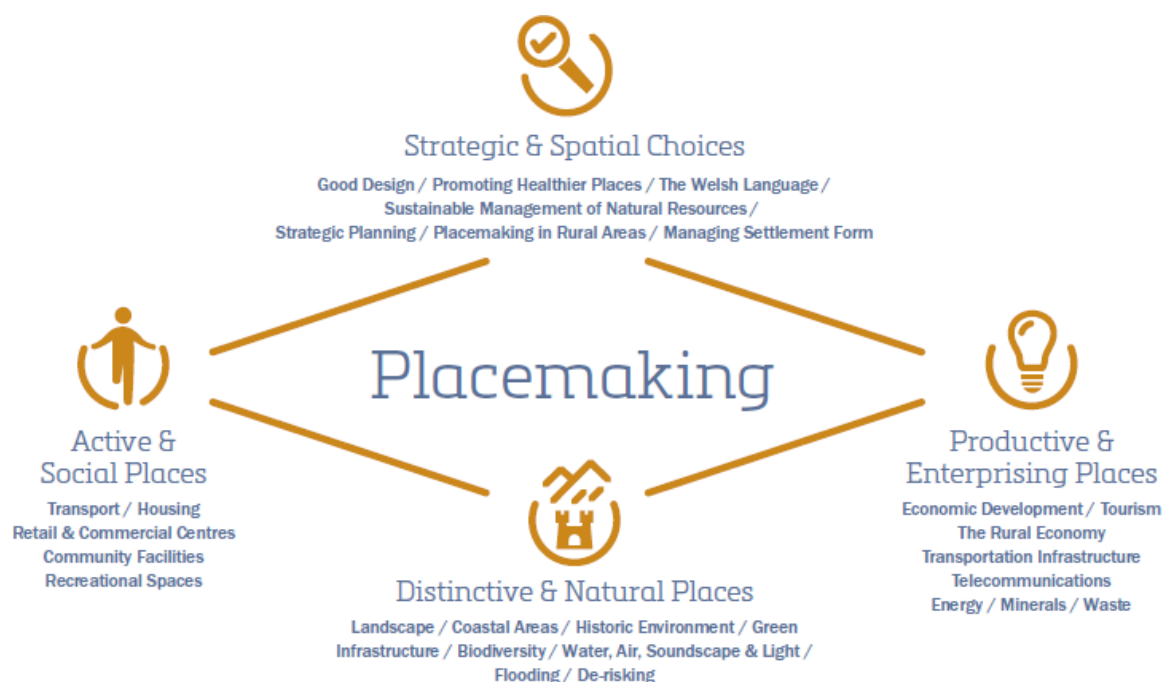 Strategic & Spatial Choices
Good Design / Promoting Healthier Places / The Welsh Language /
Sustainable Management of Natural Resources /
Strategic Planning / Placemaking in Rural Areas / Managing Settlement Form
Placemaking
Active &
Social Places
Transport / Housing
Retail & Commercial Centres
Community Facilities
Recreational Spaces
Productive &
Enterprising Places
Economic Development / Tourism
The Rural Economy
Transportation Infrastructure
Telecommunications
Energy / Minerals / Waste
Distinctive & Natural Places
Landscape / Coastal Areas / Historic Environment / Green
Infrastructure / Biodiversity / Water, Air, Soundscape & Light /
Flooding / De-risking